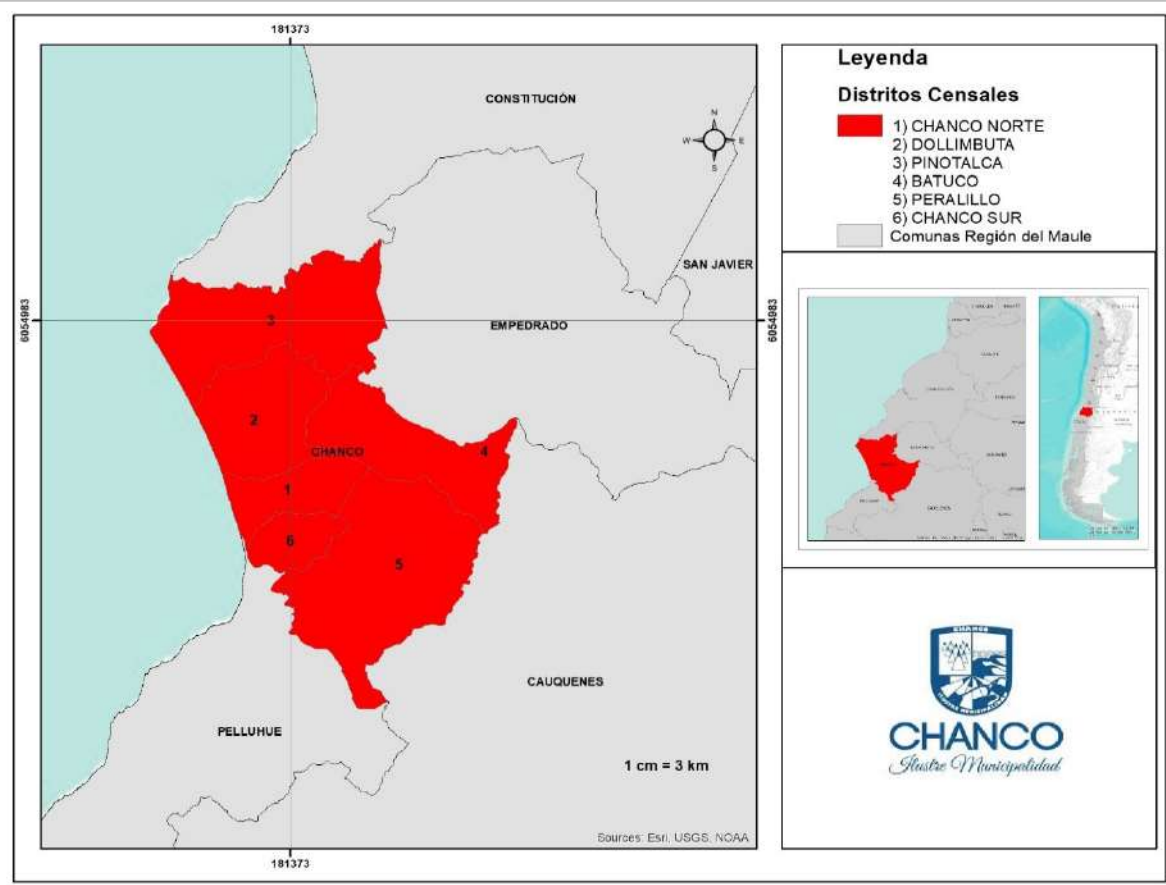 181373
CONSTITUCIÓN
N
W E
S
SAN JAVIER
6054983
6054983
3
EMPEDRADO
2
CHANCO
4
1
6
5
CAUQUENES
PELLUHUE
1 cm = 3 km
Sources: Esri, USGS, NOAA
181373
Leyenda
Distritos Censales
1) CHANCO NORTE
2) DOLLIMBUTA
3) PINOTALCA
4) BATUCO
5) PERALILLO
6) CHANCO SUR
Comunas Región del Maule
CHANCO
CHANCO
Ilustre Municipalidad